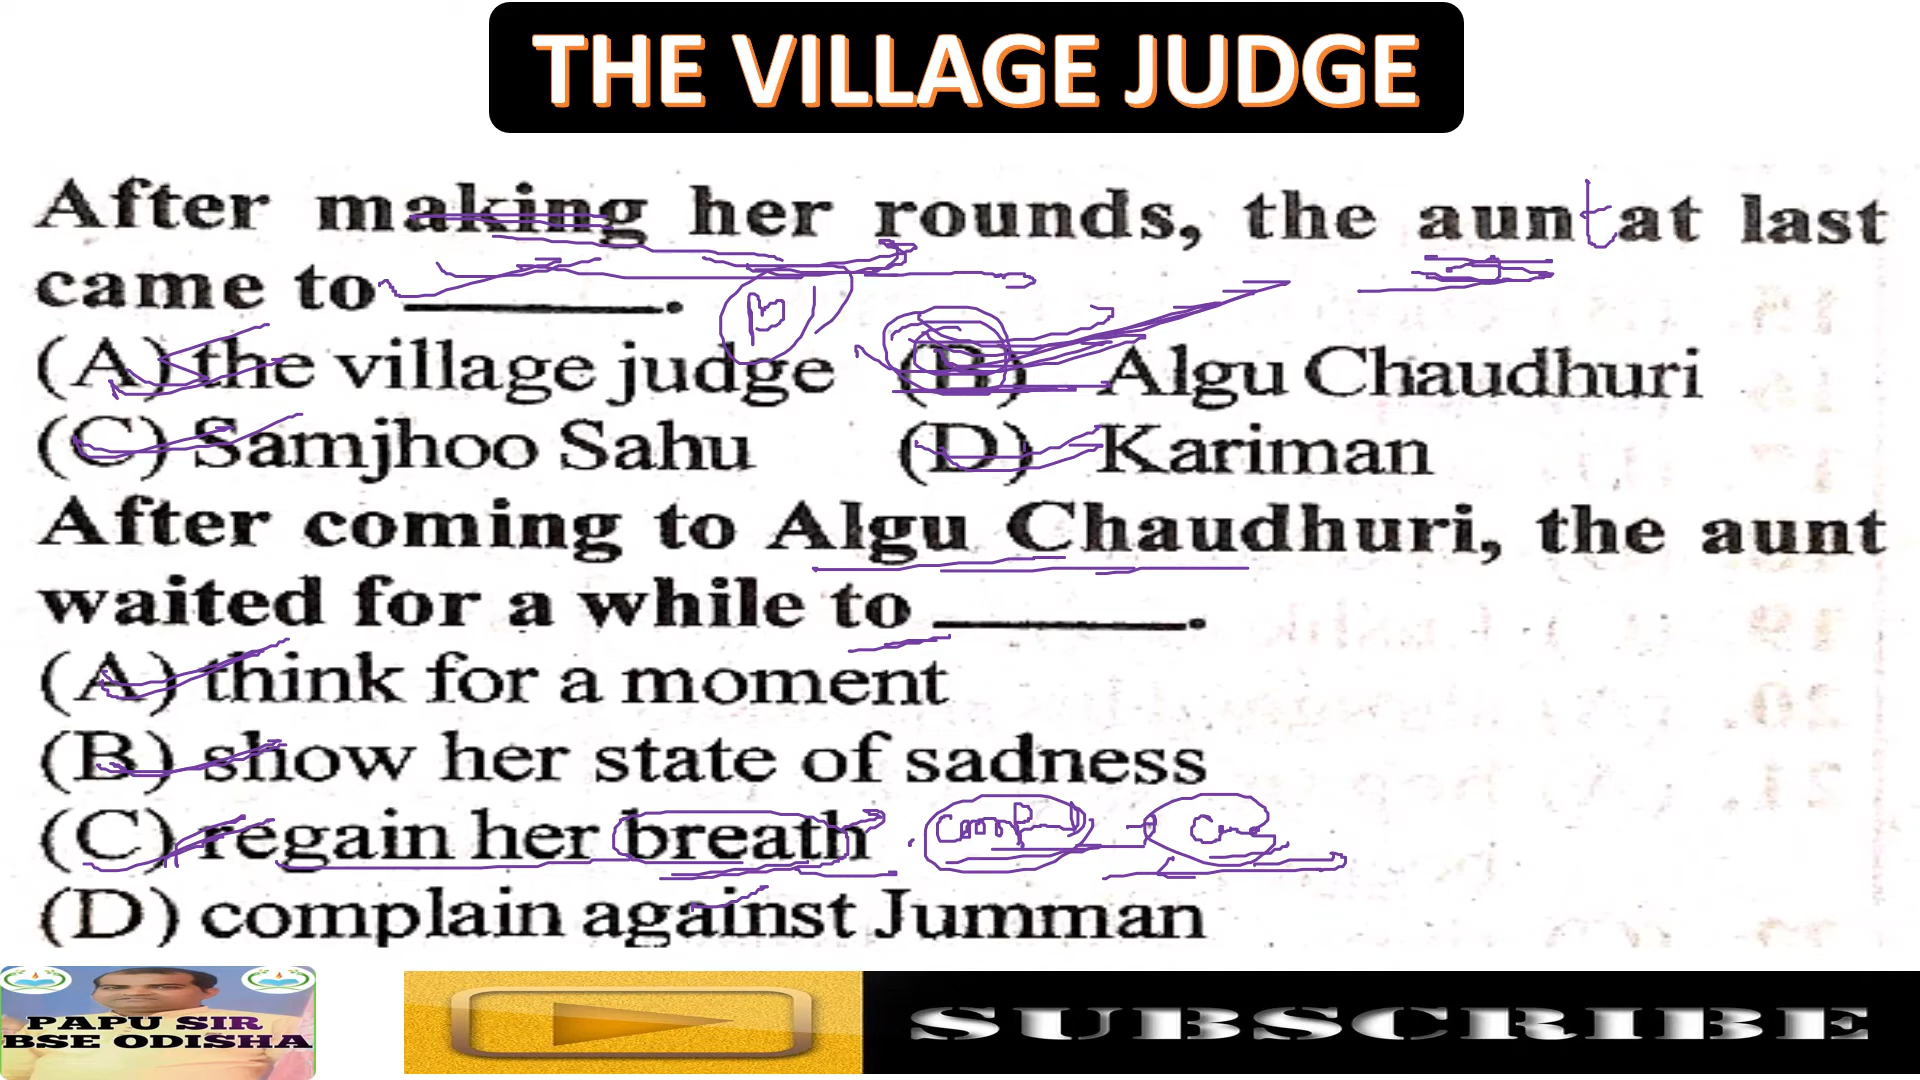 THE VILLAGE JUDGE
After making her rounds, the aunt at last
came to ________.
(A) the village judge (B) Algu Chaudhuri
(C) Samjhoo Sahu (D) Kariman
After coming to Algu Chaudhuri, the aunt
waited for a while to ________.
(A) think for a moment
(B) show her state of sadness
(C) regain her breath
(D) complain against Jumman
PAPU SIR
BSE ODISHA
SUBSCRIBE